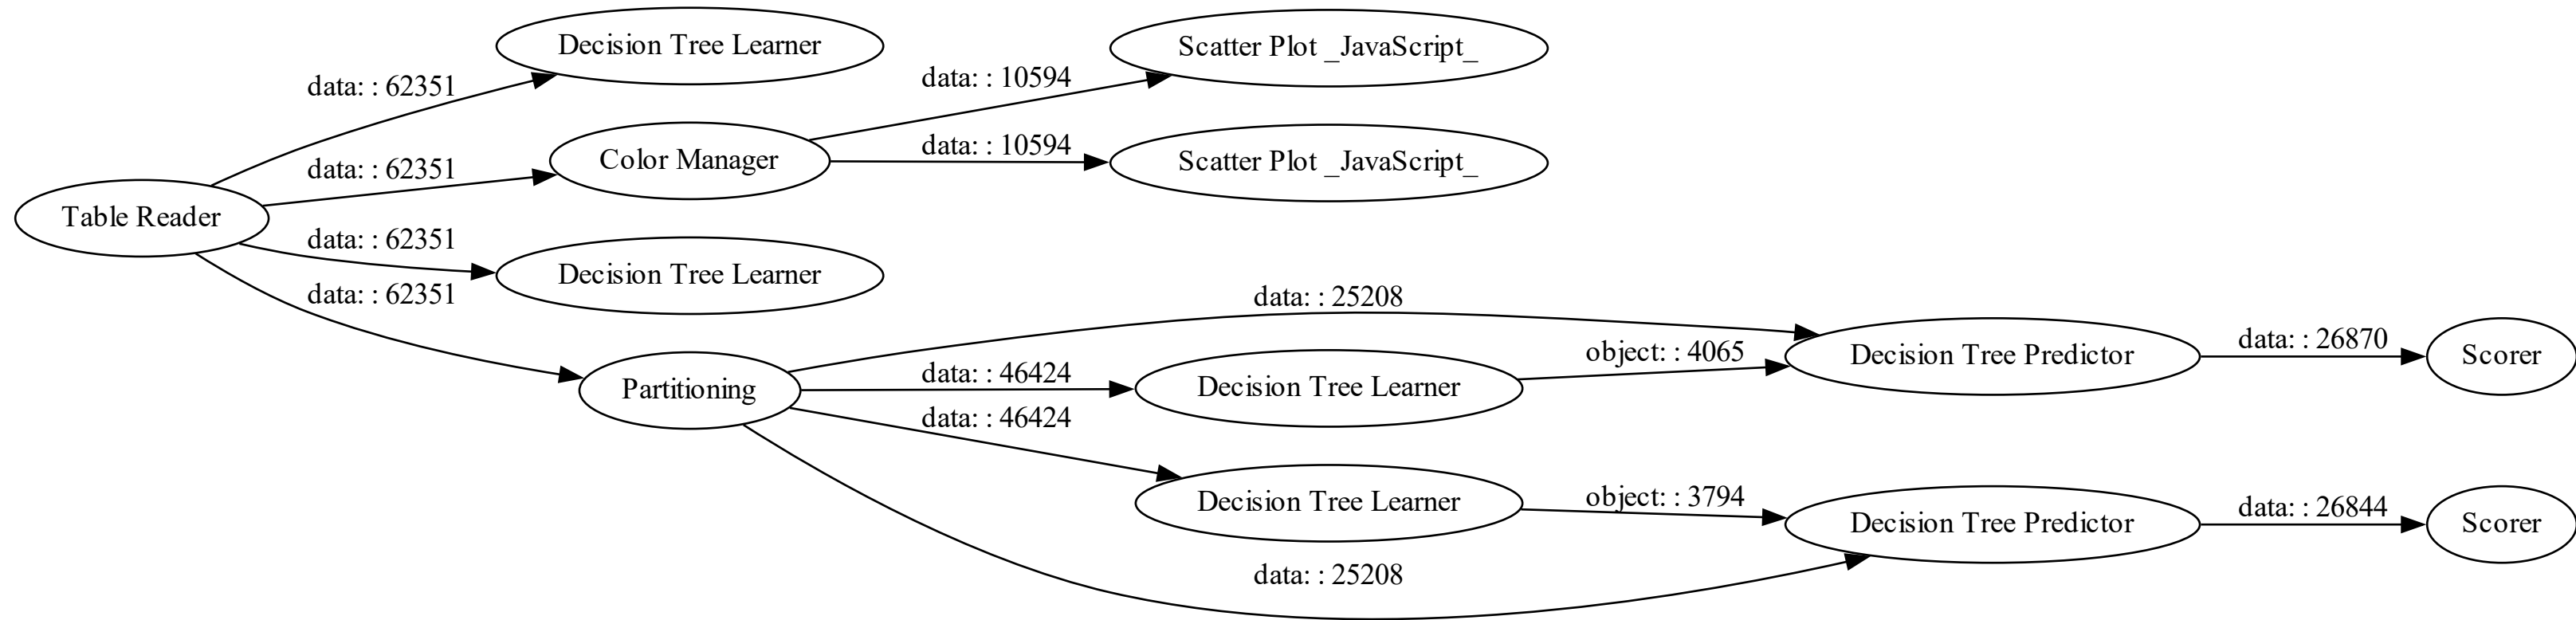 Decision Tree Learner
Scatter Plot _JavaScript_
data: : 62351
data: : 10594
data: : 62351
Color Manager
data: : 10594
Scatter Plot _JavaScript_
Table Reader
data: : 62351
Decision Tree Learner
data: : 62351
data: : 25208
Partitioning
data: : 46424
Decision Tree Learner
object: : 4065
Decision Tree Predictor
data: : 26870
Scorer
data: : 46424
Decision Tree Learner
object: : 3794
Decision Tree Predictor
data: : 26844
Scorer
data: : 25208